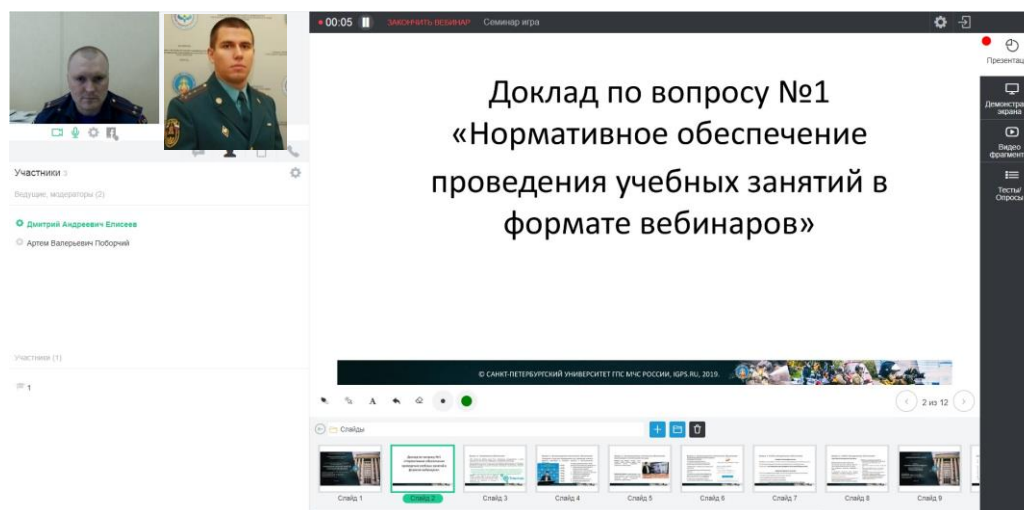 00:05
ЗАКОНЧИТЬ ВЕБИНАР
Семинар игра
Участники 3
Ведущие, модераторы (2)
Дмитрий Андреевич Елисеев
Артем Валерьевич Поборчий
Участники (1)
1
Доклад по вопросу №1
«Нормативное обеспечение
проведения учебных занятий в
формате вебинаров»
© САНКТ-ПЕТЕРБУРГСКИЙ УНИВЕРСИТЕТ ГПС МЧС РОССИИ, IGPS.RU, 2019.
A
2 из 12
Слайды
Слайд 1
Слайд 2
Слайд 3
Слайд 4
Слайд 5
Слайд 6
Слайд 7
Слайд 8
Слайд 9
Презентац
Демонстра
экрана
Видео
фрагмент
Тесты/
Опросы